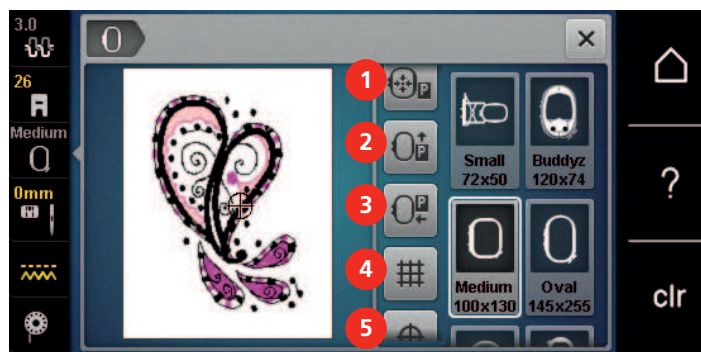 3.0
26
Medium
0mm
1
P
2
P
3
P
4
5
Small
72x50
Buddyz
120x74
Medium
100x130
Oval
145x255
?
clr